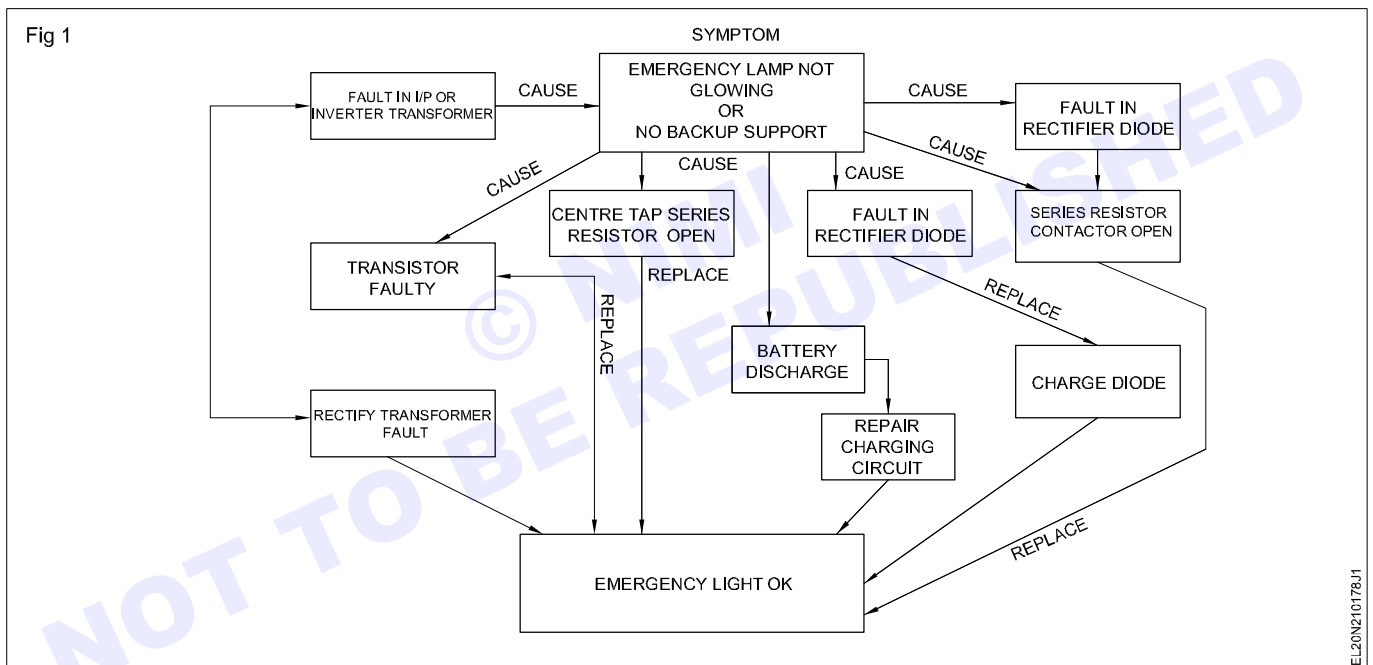 Fig 1
SYMPTOM
EMERGENCY LAMP NOT
GLOWING
OR
NO BACKUP SUPPORT
FAULT IN I/P OR
INVERTER TRANSFORMER
CAUSE
CAUSE
FAULT IN
RECTIFIER DIODE
CAUSE
CAUSE
CAUSE
CAUSE
CENTRE TAP SERIES
RESISTOR OPEN
FAULT IN
RECTIFIER DIODE
SERIES RESISTOR
CONTACTOR OPEN
TRANSISTOR
FAULTY
REPLACE
REPLACE
REPLACE
BATTERY
DISCHARGE
CHARGE DIODE
RECTIFY TRANSFORMER
FAULT
REPAIR
CHARGING
CIRCUIT
REPLACE
EMERGENCY LIGHT OK
EL20N210178J1
© NIMI
NOT TO BE REPUBLISHED